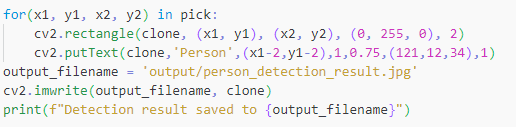 for(x1, y1, x2, y2) in pick:
    cv2.rectangle(clone, (x1, y1), (x2, y2), (0, 255, 0), 2)
    cv2.putText(clone,'Person',(x1-2,y1-2),1,0.75,(121,12,34),1)
output_filename = 'output/person_detection_result.jpg'
cv2.imwrite(output_filename, clone)
print(f"Detection result saved to {output_filename}")